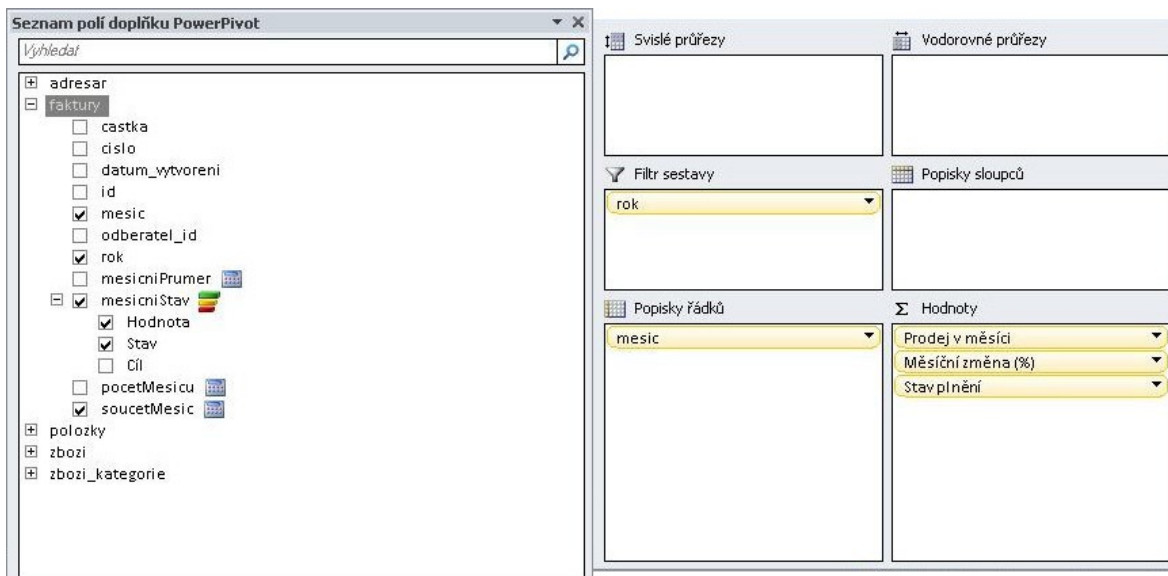 Seznam polí doplňku PowerPivot
Vyhledat
adresar
faktury
castka
cislo
datum_vytvoreni
id
mesic
odberatel_id
rok
mesicniPrumer
mesicniStav
Hodnota
Stav
Cíl
pocetMesicu
soucetMesic
polozky
zbozi
zbozi_kategorie
Svislé průřezy
Vodorovné průřezy
Filtr sestavy
rok
Popisky sloupců
Popisky řádků
mesic
Σ Hodnoty
Prodej v měsíci
Měsíční změna (%)
Stav plnění